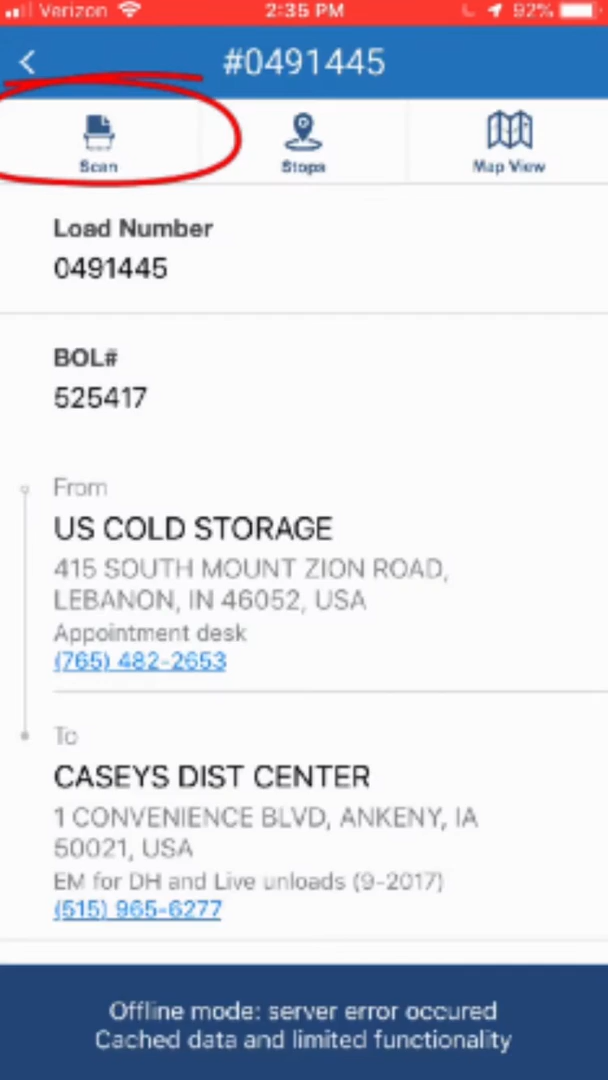 Verizon 2:35 PM 92%
#0491445
Scan Stops Map View
Load Number
0491445
BOL#
525417
From
US COLD STORAGE
415 SOUTH MOUNT ZION ROAD,
LEBANON, IN 46052, USA
Appointment desk
(765) 482-2653
To
CASEYS DIST CENTER
1 CONVENIENCE BLVD, ANKENY, IA
50021, USA
EM for DH and Live unloads (9-2017)
(515) 965-6277
Offline mode: server error occured
Cached data and limited functionality